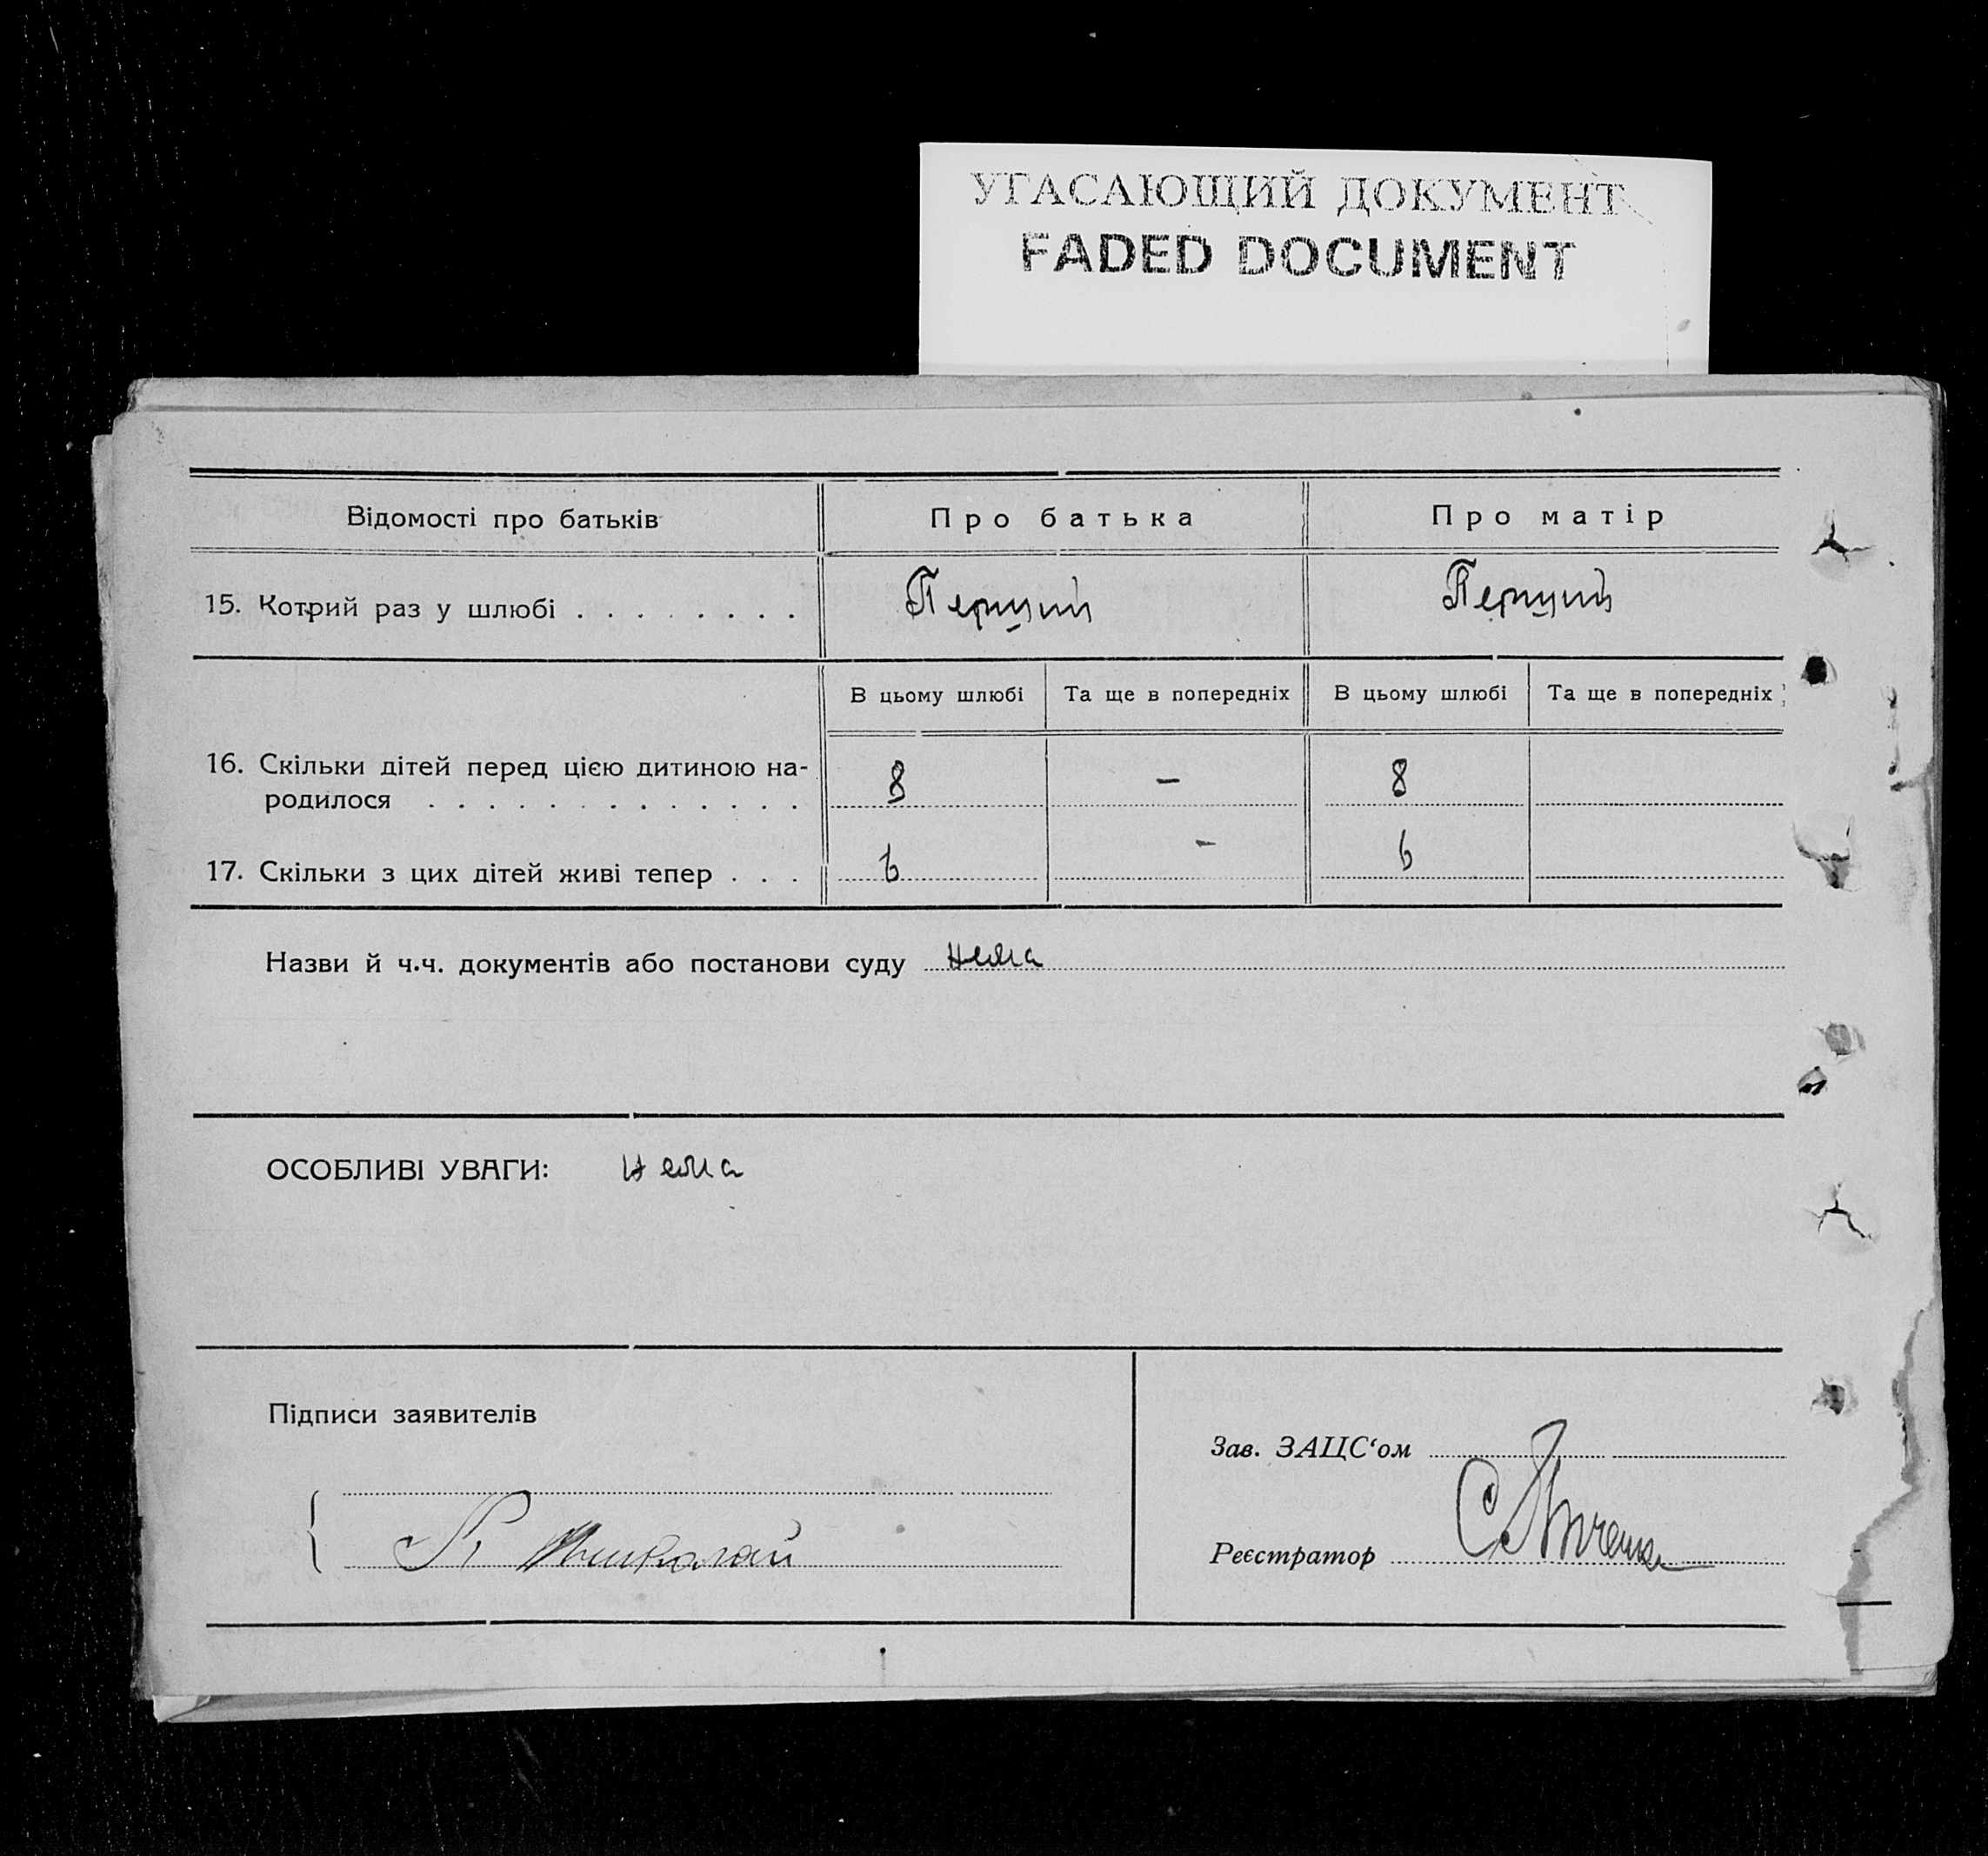 УГАСАЮЩИЙ ДОКУМЕНТ
FADED DOCUMENT
Відомості про батьків
Про батька
Про матір
15. Котрий раз у шлюбі . . . . . . . .
Перший
Перший
В цьому шлюбі
Та ще в попередніх
В цьому шлюбі
Та ще в попередніх
16. Скільки дітей перед цією дитиною на-
родилося . . . . . . . . . . . . .
8
-
8
17. Скільки з цих дітей живі тепер . . .
6
-
6
Назви й ч.ч. документів або постанови суду нема
ОСОБЛИВІ УВАГИ: нема
Підписи заявителів
Зав. ЗАЦС‘ом
Реєстратор